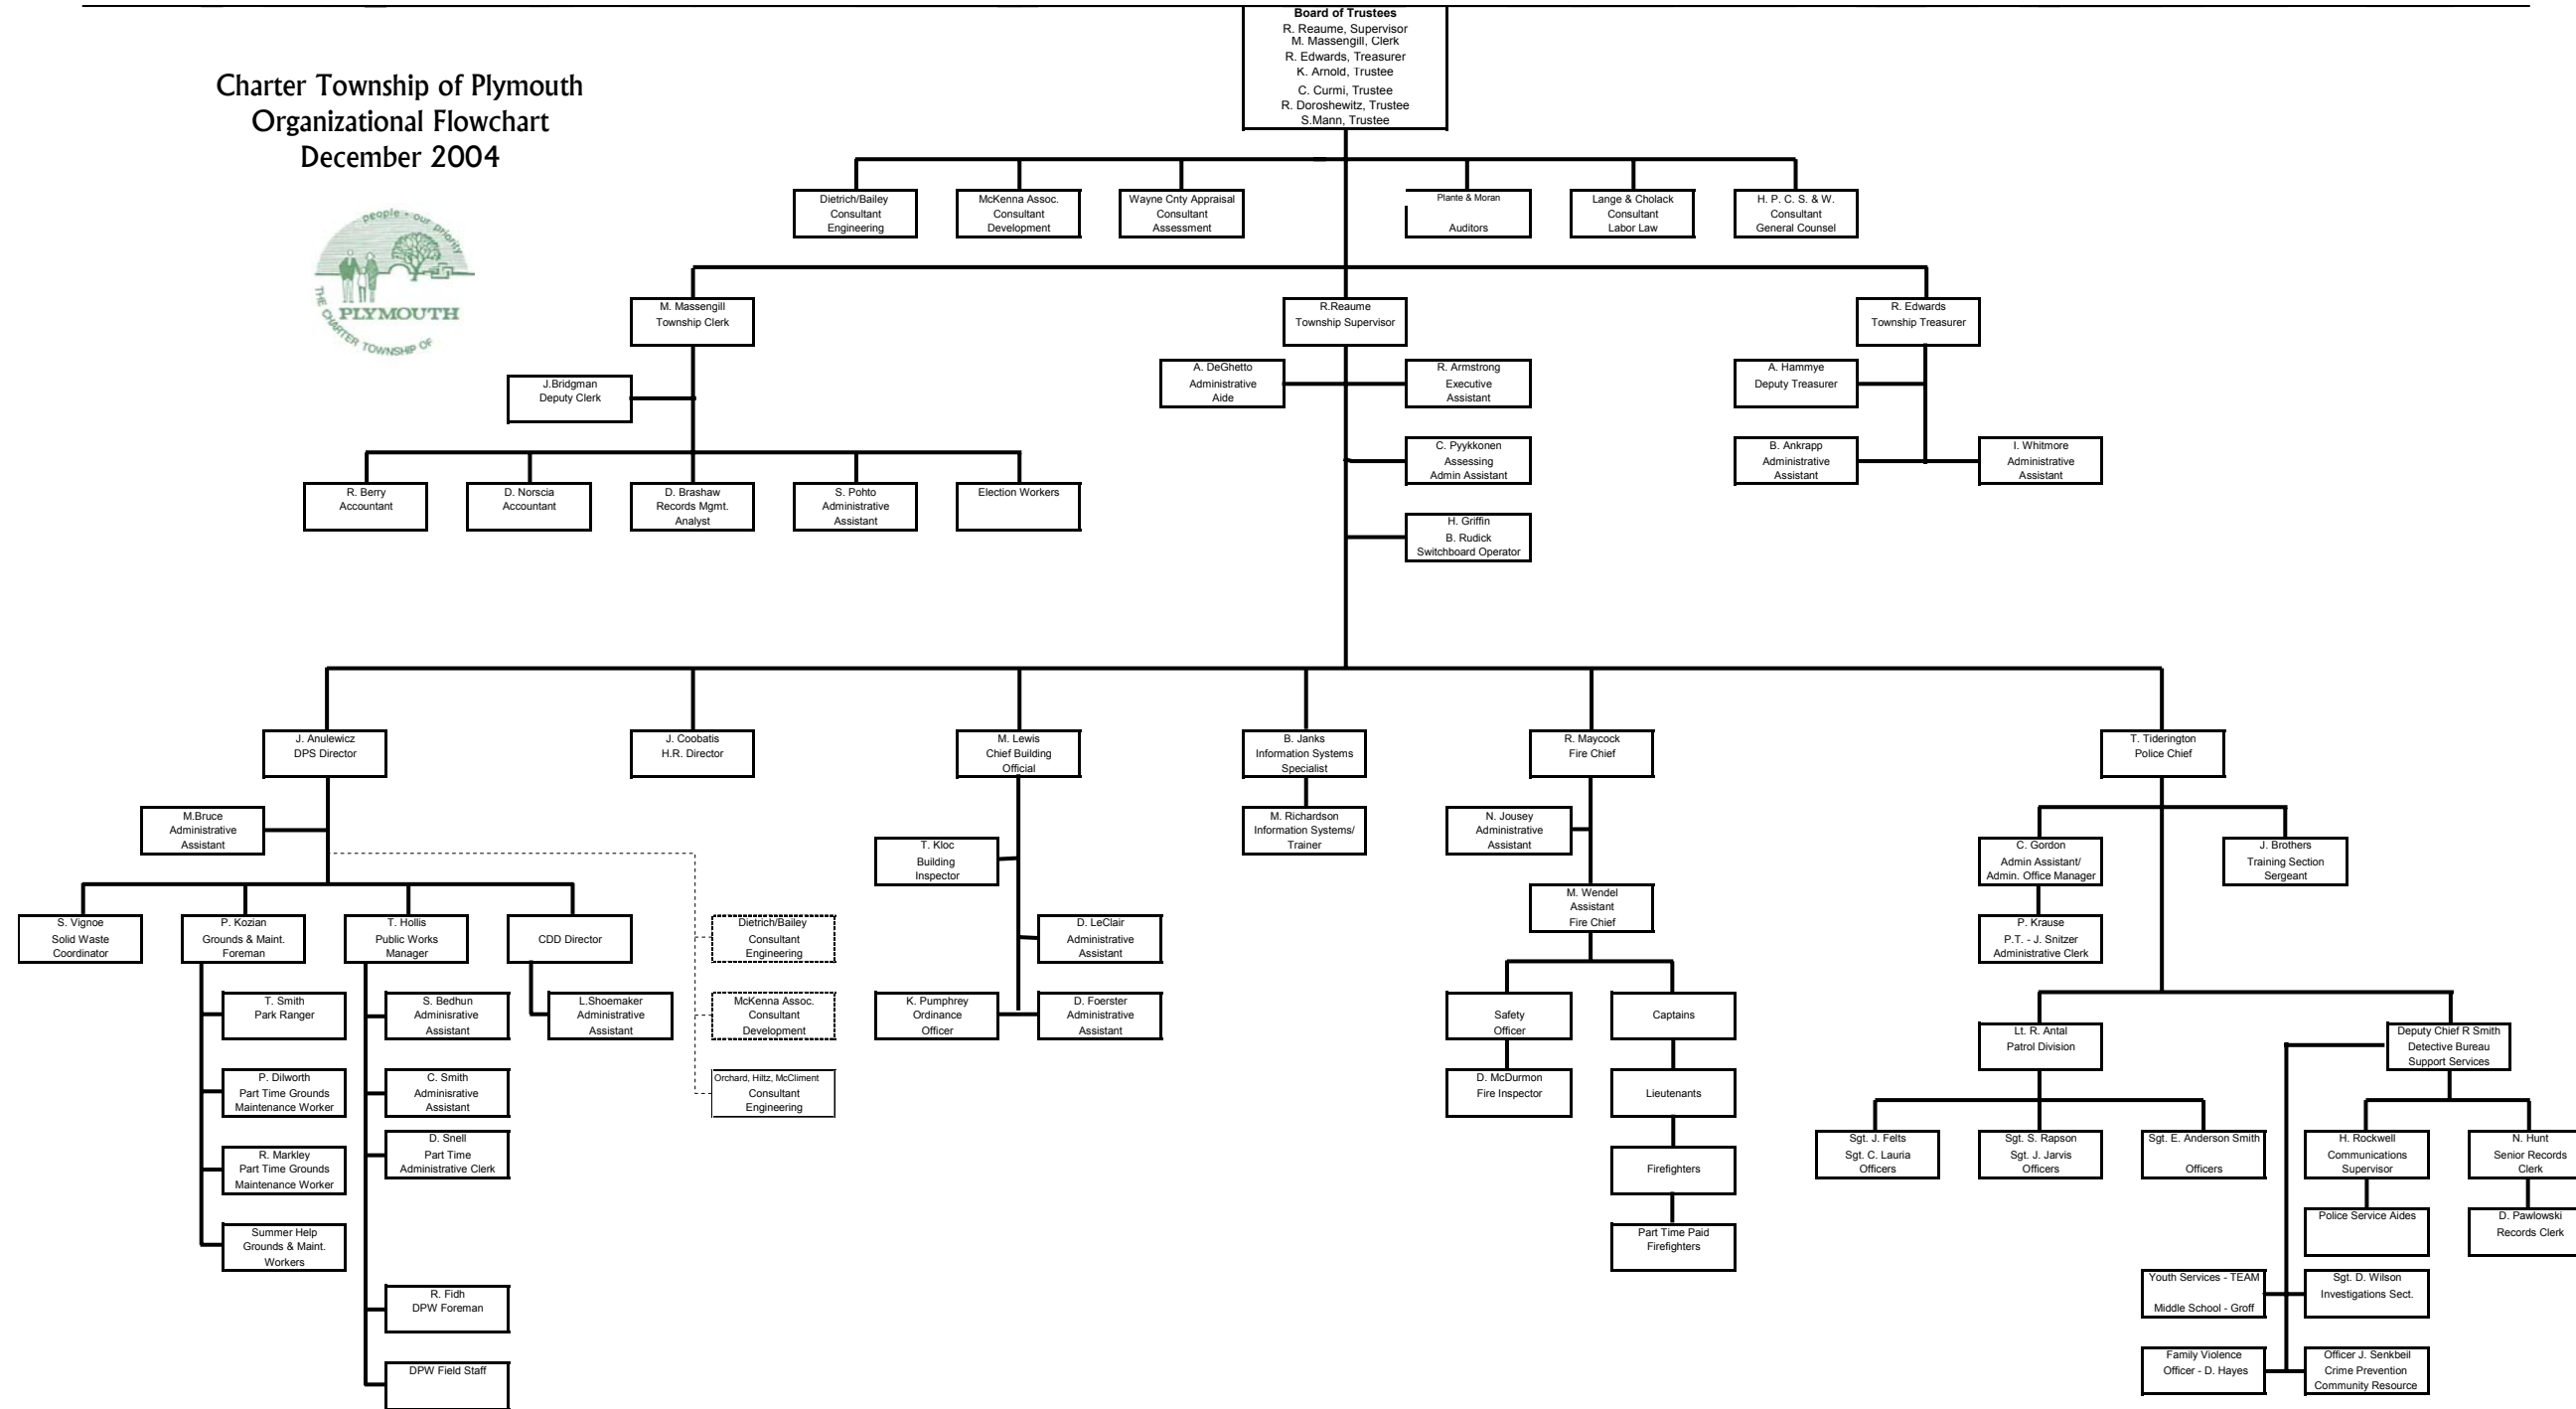 Board of Trustees
R. Reaume, Supervisor
M. Massengill, Clerk
R. Edwards, Treasurer
K. Arnold, Trustee
C. Curmi, Trustee
R. Doroshewitz, Trustee
S.Mann, Trustee
Charter Township of Plymouth
Organizational Flowchart
December 2004
people • our priority
PLYMOUTH
THE CHARTER TOWNSHIP OF
Dietrich/Bailey
Consultant
Engineering
McKenna Assoc.
Consultant
Development
Wayne Cnty Appraisal
Consultant
Assessment
Plante & Moran
Auditors
Lange & Cholack
Consultant
Labor Law
H. P. C. S. & W.
Consultant
General Counsel
M. Massengill
Township Clerk
R.Reaume
Township Supervisor
R. Edwards
Township Treasurer
J.Bridgman
Deputy Clerk
A. DeGhetto
Administrative
Aide
R. Armstrong
Executive
Assistant
A. Hammye
Deputy Treasurer
C. Pyykkonen
Assessing
Admin Assistant
B. Ankrapp
Administrative
Assistant
I. Whitmore
Administrative
Assistant
R. Berry
Accountant
D. Norscia
Accountant
D. Brashaw
Records Mgmt.
Analyst
S. Pohto
Administrative
Assistant
Election Workers
H. Griffin
B. Rudick
Switchboard Operator
J. Anulewicz
DPS Director
J. Coobatis
H.R. Director
M. Lewis
Chief Building
Official
B. Janks
Information Systems
Specialist
R. Maycock
Fire Chief
T. Tiderington
Police Chief
M.Bruce
Administrative
Assistant
T. Kloc
Building
Inspector
M. Richardson
Information Systems/
Trainer
N. Jousey
Administrative
Assistant
C. Gordon
Admin Assistant/
Admin. Office Manager
J. Brothers
Training Section
Sergeant
M. Wendel
Assistant
Fire Chief
S. Vignoe
Solid Waste
Coordinator
P. Kozian
Grounds & Maint.
Foreman
T. Hollis
Public Works
Manager
CDD Director
Dietrich/Bailey
Consultant
Engineering
D. LeClair
Administrative
Assistant
P. Krause
P.T. - J. Snitzer
Administrative Clerk
T. Smith
Park Ranger
S. Bedhun
Adminisrative
Assistant
L.Shoemaker
Administrative
Assistant
McKenna Assoc.
Consultant
Development
K. Pumphrey
Ordinance
Officer
D. Foerster
Administrative
Assistant
Safety
Officer
Captains
Lt. R. Antal
Patrol Division
Deputy Chief R Smith
Detective Bureau
Support Services
P. Dilworth
Part Time Grounds
Maintenance Worker
C. Smith
Adminisrative
Assistant
Orchard, Hiltz, McCliment
Consultant
Engineering
D. McDurmon
Fire Inspector
Lieutenants
R. Markley
Part Time Grounds
Maintenance Worker
D. Snell
Part Time
Administrative Clerk
Firefighters
Sgt. J. Felts
Sgt. C. Lauria
Officers
Sgt. S. Rapson
Sgt. J. Jarvis
Officers
Sgt. E. Anderson Smith
Officers
H. Rockwell
Communications
Supervisor
N. Hunt
Senior Records
Clerk
Summer Help
Grounds & Maint.
Workers
Part Time Paid
Firefighters
Police Service Aides
D. Pawlowski
Records Clerk
R. Fidh
DPW Foreman
Youth Services - TEAM
Middle School - Groff
Sgt. D. Wilson
Investigations Sect.
DPW Field Staff
Family Violence
Officer - D. Hayes
Officer J. Senkbeil
Crime Prevention
Community Resource